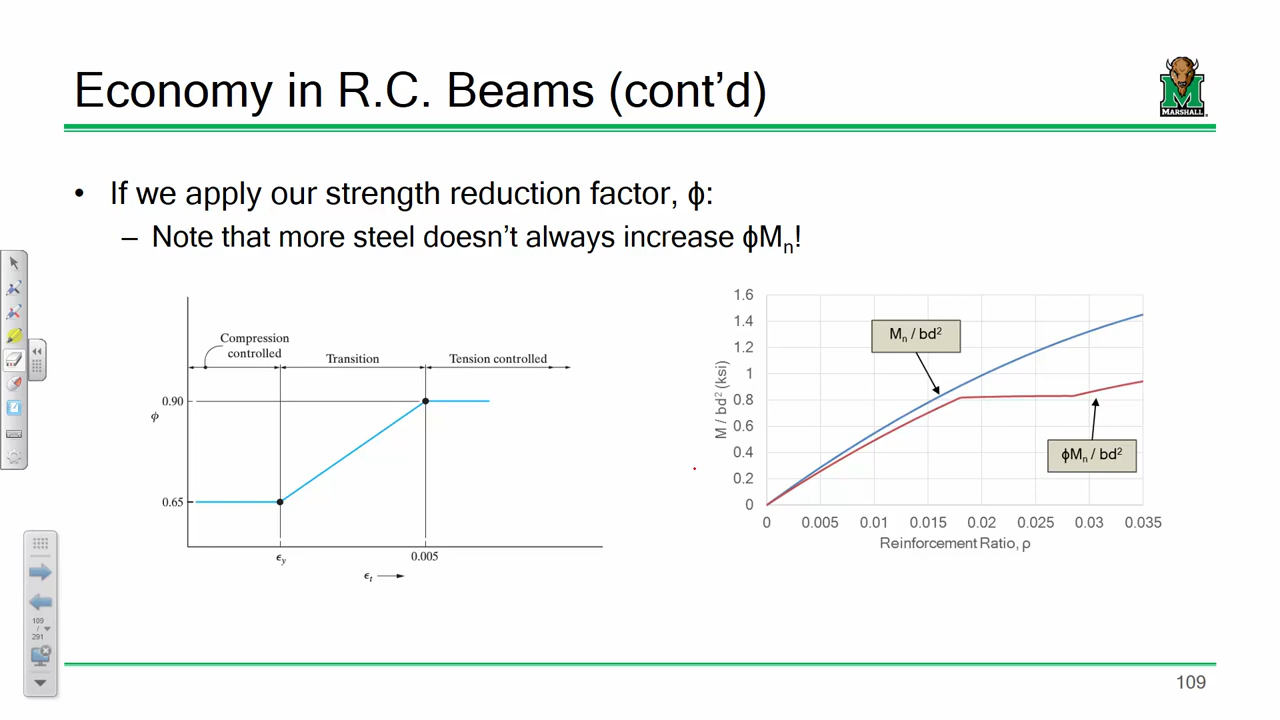 Economy in R.C. Beams (cont’d)
MARSHALL
• If we apply our strength reduction factor, ϕ:
– Note that more steel doesn’t always increase ϕMn!
Compression
controlled
Transition
Tension controlled
0.90
ϕ
0.65
ϵy
0.005
ϵt
1.6
1.4
1.2
1
0.8
0.6
0.4
0.2
0
M / bd² (ksi)
Mn / bd²
ϕMn / bd²
0 0.005 0.01 0.015 0.02 0.025 0.03 0.035
Reinforcement Ratio, ρ
109
/
291
109